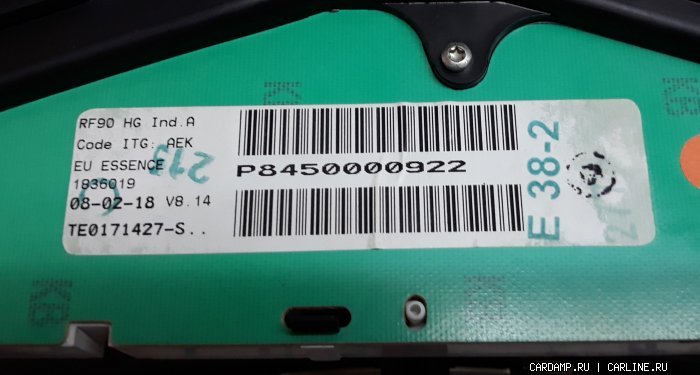 RF90 HG Ind.A
Code ITG: AEK
EU ESSENCE
1836019
08-02-18 V8.14
TE0171427-S..
215
P8450000922
E 38-2
CARDAMP.RU | CARLINE.RU